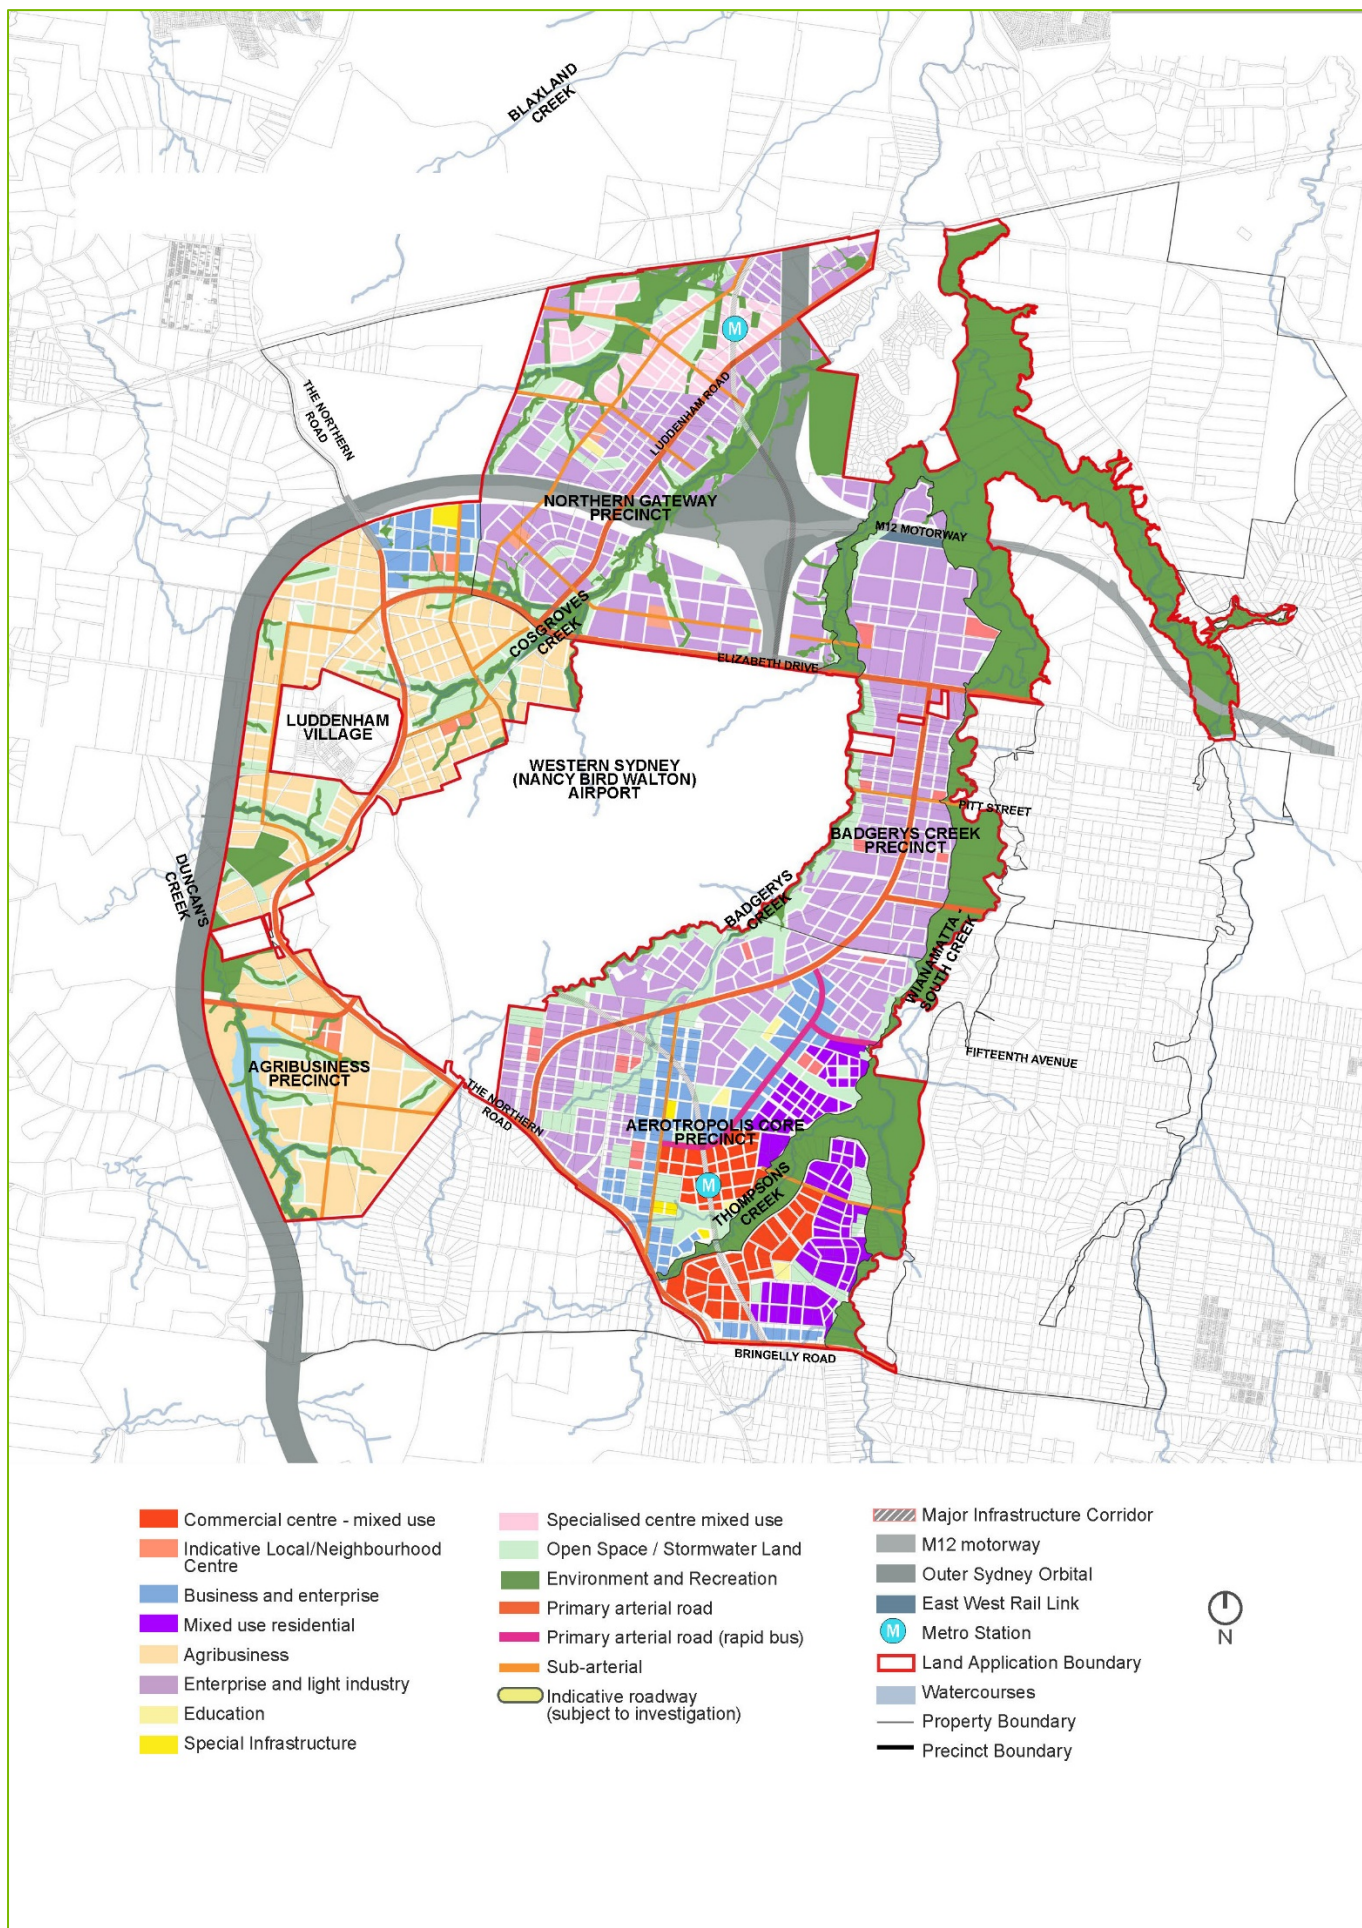 BLAXLAND
CREEK
THE NORTHERN
ROAD
M
LUDDENHAM ROAD
NORTHERN GATEWAY
PRECINCT
M12 MOTORWAY
COSGROVES
CREEK
ELIZABETH DRIVE
LUDDENHAM
VILLAGE
WESTERN SYDNEY
(NANCY BIRD WALTON)
AIRPORT
PITT STREET
BADGERYS CREEK
PRECINCT
DUNCAN'S
CREEK
BADGERYS
CREEK
WIANAMATTA -
SOUTH CREEK
FIFTEENTH AVENUE
AGRIBUSINESS
PRECINCT
THE NORTHERN
ROAD
AEROTROPOLIS CORE
PRECINCT
M
THOMPSONS
CREEK
BRINGELLY ROAD
Commercial centre - mixed use
Indicative Local/Neighbourhood
Centre
Business and enterprise
Mixed use residential
Agribusiness
Enterprise and light industry
Education
Special Infrastructure
Specialised centre mixed use
Open Space / Stormwater Land
Environment and Recreation
Primary arterial road
Primary arterial road (rapid bus)
Sub-arterial
Indicative roadway
(subject to investigation)
Major Infrastructure Corridor
M12 motorway
Outer Sydney Orbital
East West Rail Link
M Metro Station
Land Application Boundary
Watercourses
Property Boundary
Precinct Boundary
N